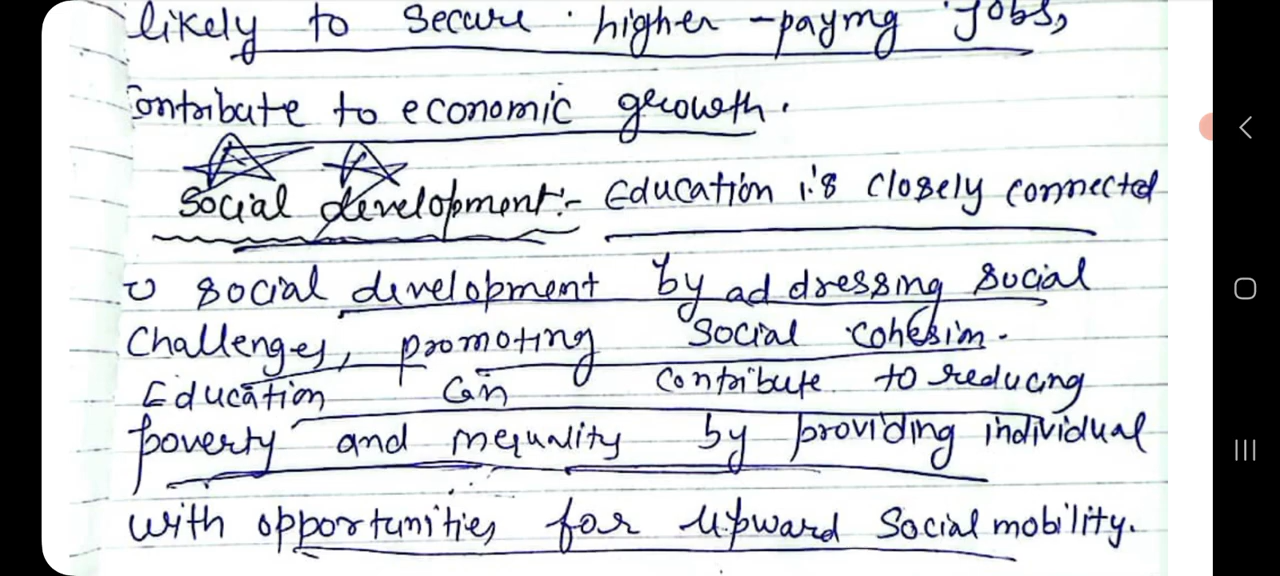 likely to secure higher-paying jobs,
ontribute to economic growth.
Social development:- Education is closely connected
o social development by addressing social
Challenges, promoting social cohesion.
Education can contribute to reducing
poverty and inequality by providing individual
with opportunities for upward social mobility.